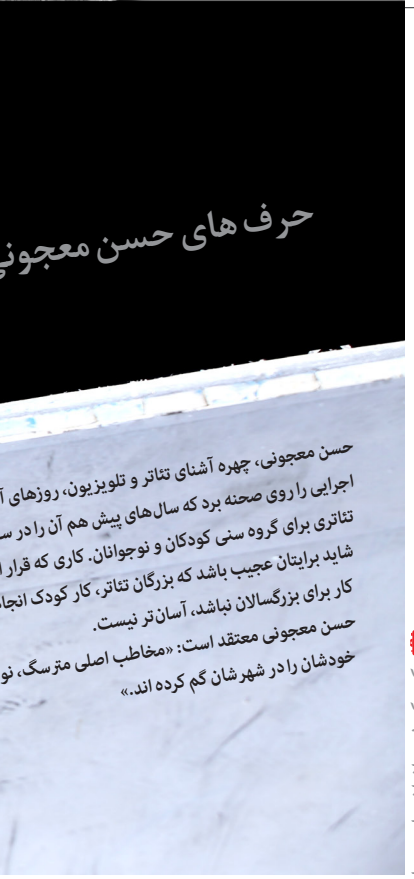 حرف های حسن معجونی
حسن معجونی، چهره آشنای تئاتر و تلویزیون، روزهای
اجرایی را روی صحنه برد که سال‌های پیش هم آن را در
تئاتری برای گروه سنی کودکان و نوجوانان. کاری که قرار
شاید برایتان عجیب باشد که بزرگان تئاتر، کار کودک
کار برای بزرگسالان نباشد، آسان‌تر نیست.
حسن معجونی معتقد است: «مخاطب اصلی مترسگ،
خودشان را در شهرشان گم کرده اند.»